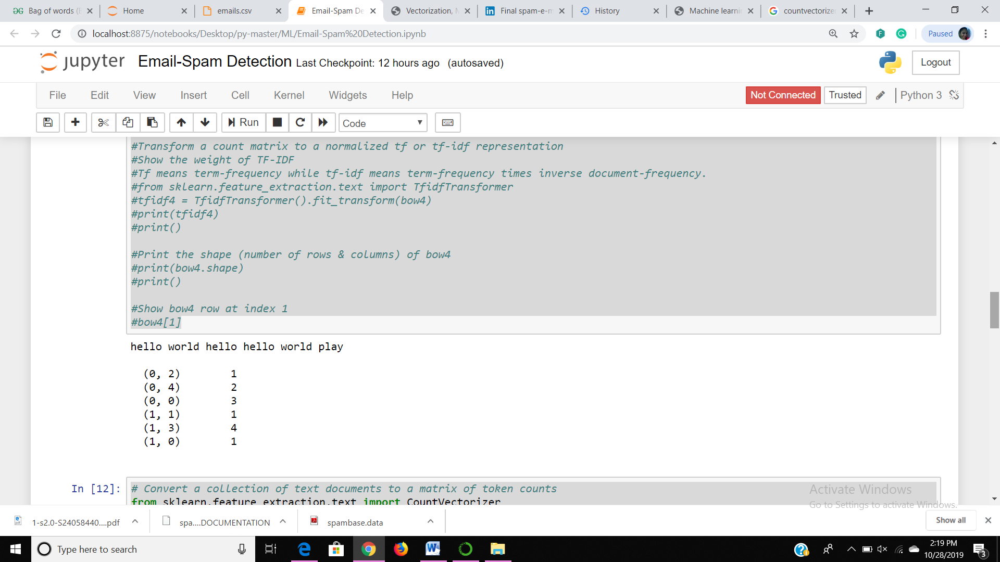 Bag of words (
Home
emails.csv
Email-Spam De
Vectorization,
Final spam-e-m
History
Machine learni
countvectorize
localhost:8875/notebooks/Desktop/py-master/ML/Email-Spam%20Detection.ipynb
Paused
jupyter Email-Spam Detection Last Checkpoint: 12 hours ago (autosaved)
Logout
File Edit View Insert Cell Kernel Widgets Help
Not Connected Trusted Python 3
Run Code
#Transform a count matrix to a normalized tf or tf-idf representation
#Show the weight of TF-IDF
#Tf means term-frequency while tf-idf means term-frequency times inverse document-frequency.
#from sklearn.feature_extraction.text import TfidfTransformer
#tfidf4 = TfidfTransformer().fit_transform(bow4)
#print(tfidf4)
#print()
#Print the shape (number of rows & columns) of bow4
#print(bow4.shape)
#print()
#Show bow4 row at index 1
#bow4[1]
hello world hello hello world play
(0, 2) 1
(0, 4) 2
(0, 0) 3
(1, 1) 1
(1, 3) 4
(1, 0) 1
In [12]: # Convert a collection of text documents to a matrix of token counts
from sklearn.feature_extraction.text import CountVectorizer
Activate Windows
Go to Settings to activate Windows.
1-s2.0-S24058440....pdf
spa....DOCUMENTATION
spambase.data
Show all
Type here to search
2:19 PM
10/28/2019
3